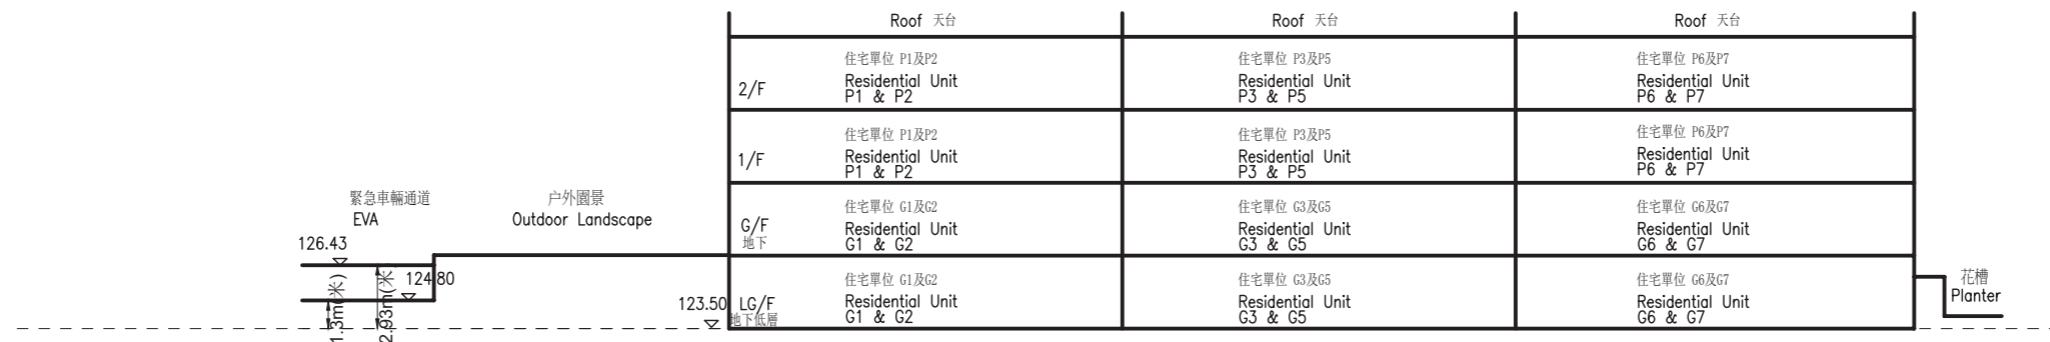 Roof 天台
Roof 天台
Roof 天台
2/F
住宅單位 P1及P2
Residential Unit
P1 & P2
住宅單位 P3及P5
Residential Unit
P3 & P5
住宅單位 P6及P7
Residential Unit
P6 & P7
1/F
住宅單位 P1及P2
Residential Unit
P1 & P2
住宅單位 P3及P5
Residential Unit
P3 & P5
住宅單位 P6及P7
Residential Unit
P6 & P7
緊急車輛通道
EVA
户外園景
Outdoor Landscape
G/F
地下
住宅單位 G1及G2
Residential Unit
G1 & G2
住宅單位 G3及G5
Residential Unit
G3 & G5
住宅單位 G6及G7
Residential Unit
G6 & G7
126.43
124.80
1.3m(米)
2.93m(米)
123.50
LG/F
地下低層
住宅單位 G1及G2
Residential Unit
G1 & G2
住宅單位 G3及G5
Residential Unit
G3 & G5
住宅單位 G6及G7
Residential Unit
G6 & G7
花槽
Planter